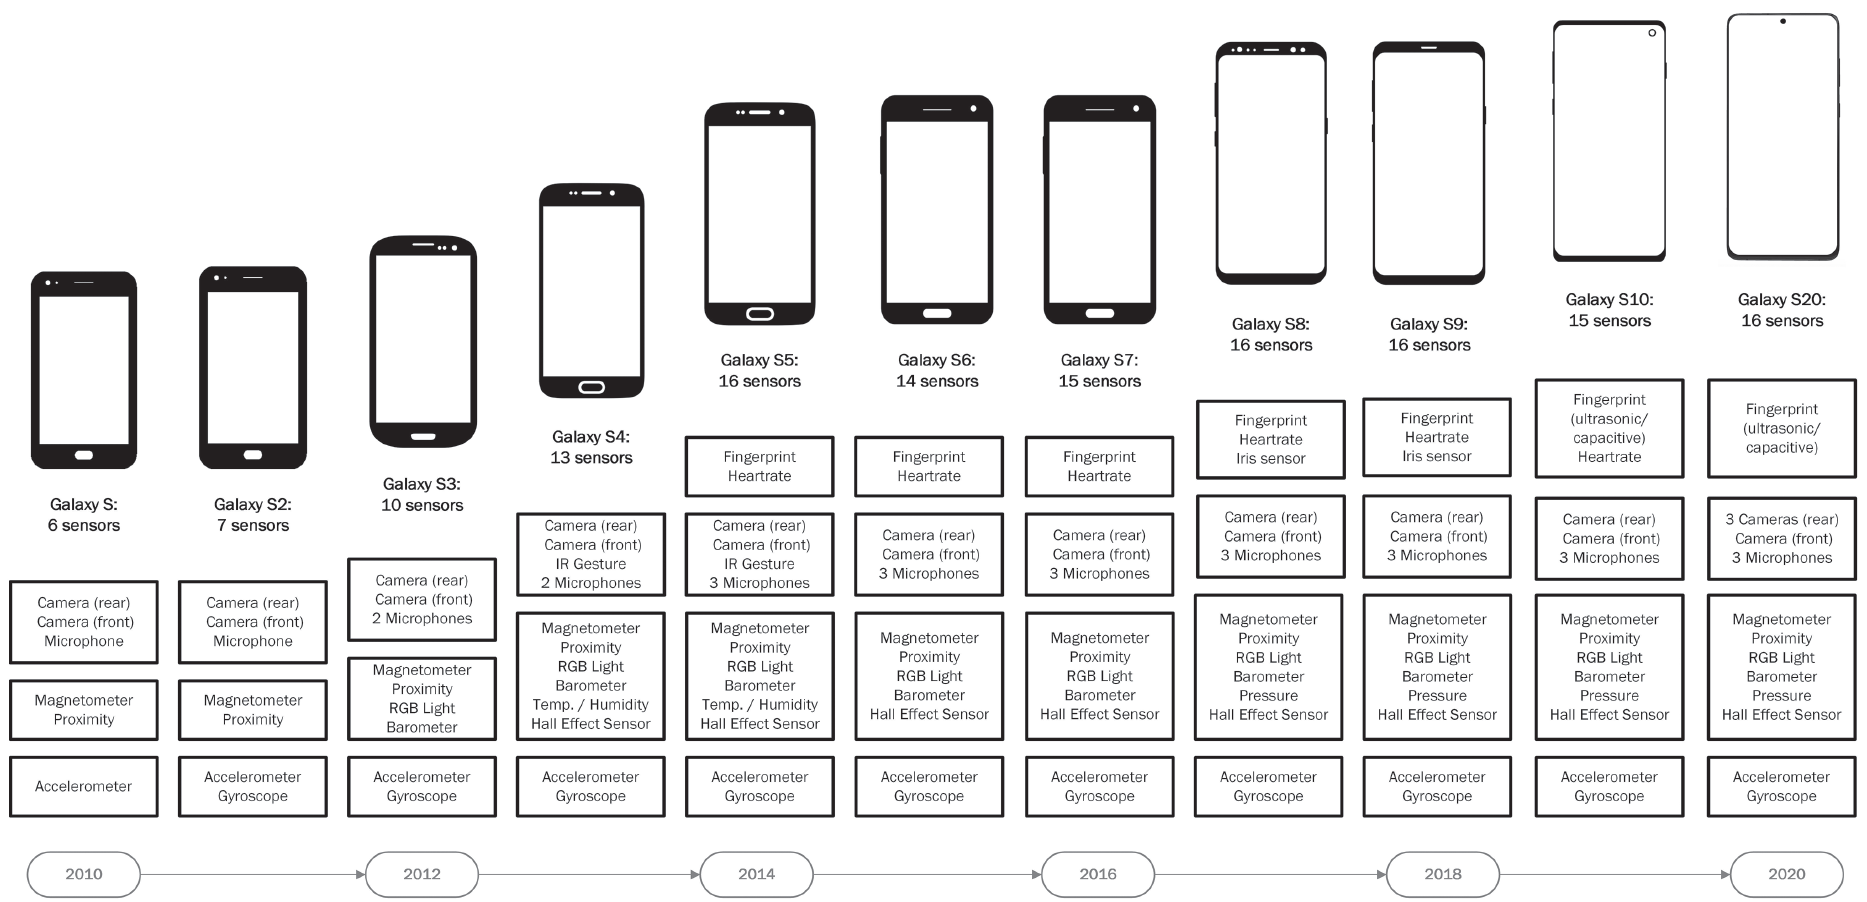 Galaxy S:
6 sensors
Camera (rear)
Camera (front)
Microphone
Magnetometer
Proximity
Accelerometer
Galaxy S2:
7 sensors
Camera (rear)
Camera (front)
Microphone
Magnetometer
Proximity
Accelerometer
Gyroscope
Galaxy S3:
10 sensors
Camera (rear)
Camera (front)
2 Microphones
Magnetometer
Proximity
RGB Light
Barometer
Accelerometer
Gyroscope
Galaxy S4:
13 sensors
Camera (rear)
Camera (front)
IR Gesture
2 Microphones
Magnetometer
Proximity
RGB Light
Barometer
Temp. / Humidity
Hall Effect Sensor
Accelerometer
Gyroscope
Galaxy S5:
16 sensors
Fingerprint
Heartrate
Camera (rear)
Camera (front)
IR Gesture
3 Microphones
Magnetometer
Proximity
RGB Light
Barometer
Temp. / Humidity
Hall Effect Sensor
Accelerometer
Gyroscope
Galaxy S6:
14 sensors
Fingerprint
Heartrate
Camera (rear)
Camera (front)
3 Microphones
Magnetometer
Proximity
RGB Light
Barometer
Hall Effect Sensor
Accelerometer
Gyroscope
Galaxy S7:
15 sensors
Fingerprint
Heartrate
Camera (rear)
Camera (front)
3 Microphones
Magnetometer
Proximity
RGB Light
Barometer
Hall Effect Sensor
Accelerometer
Gyroscope
Galaxy S8:
16 sensors
Fingerprint
Heartrate
Iris sensor
Camera (rear)
Camera (front)
3 Microphones
Magnetometer
Proximity
RGB Light
Barometer
Pressure
Hall Effect Sensor
Accelerometer
Gyroscope
Galaxy S9:
16 sensors
Fingerprint
Heartrate
Iris sensor
Camera (rear)
Camera (front)
3 Microphones
Magnetometer
Proximity
RGB Light
Barometer
Pressure
Hall Effect Sensor
Accelerometer
Gyroscope
Galaxy S10:
15 sensors
Fingerprint
(ultrasonic/
capacitive)
Heartrate
Camera (rear)
Camera (front)
3 Microphones
Magnetometer
Proximity
RGB Light
Barometer
Pressure
Hall Effect Sensor
Accelerometer
Gyroscope
Galaxy S20:
16 sensors
Fingerprint
(ultrasonic/
capacitive)
3 Cameras (rear)
Camera (front)
3 Microphones
Magnetometer
Proximity
RGB Light
Barometer
Pressure
Hall Effect Sensor
Accelerometer
Gyroscope
2010
2012
2014
2016
2018
2020